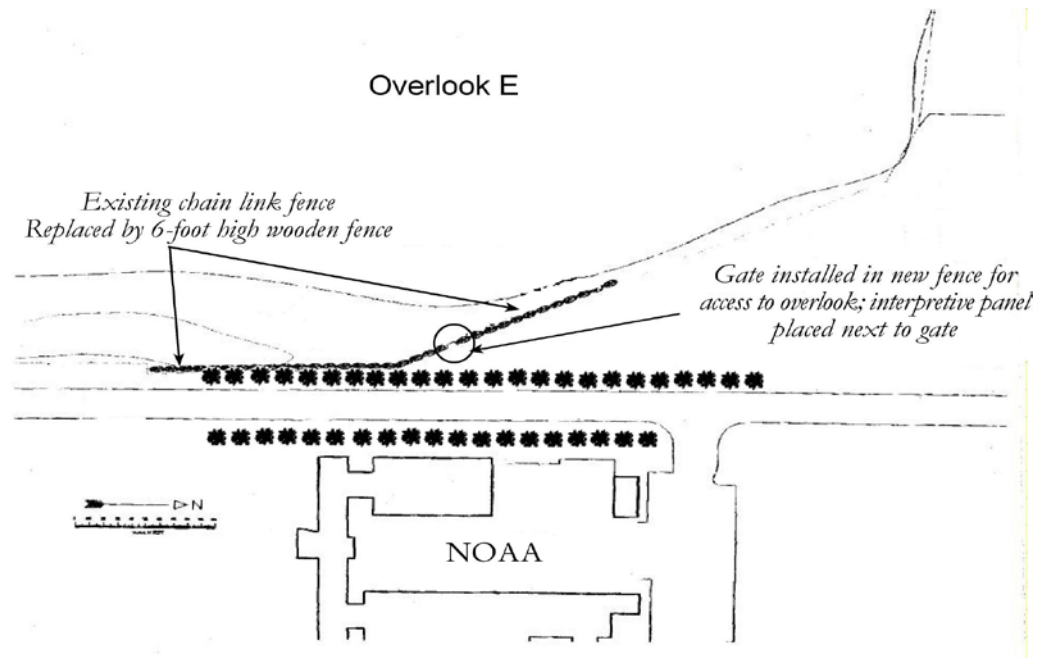 Overlook E
Existing chain link fence
Replaced by 6-foot high wooden fence
Gate installed in new fence for
access to overlook; interpretive panel
placed next to gate
N
NOAA